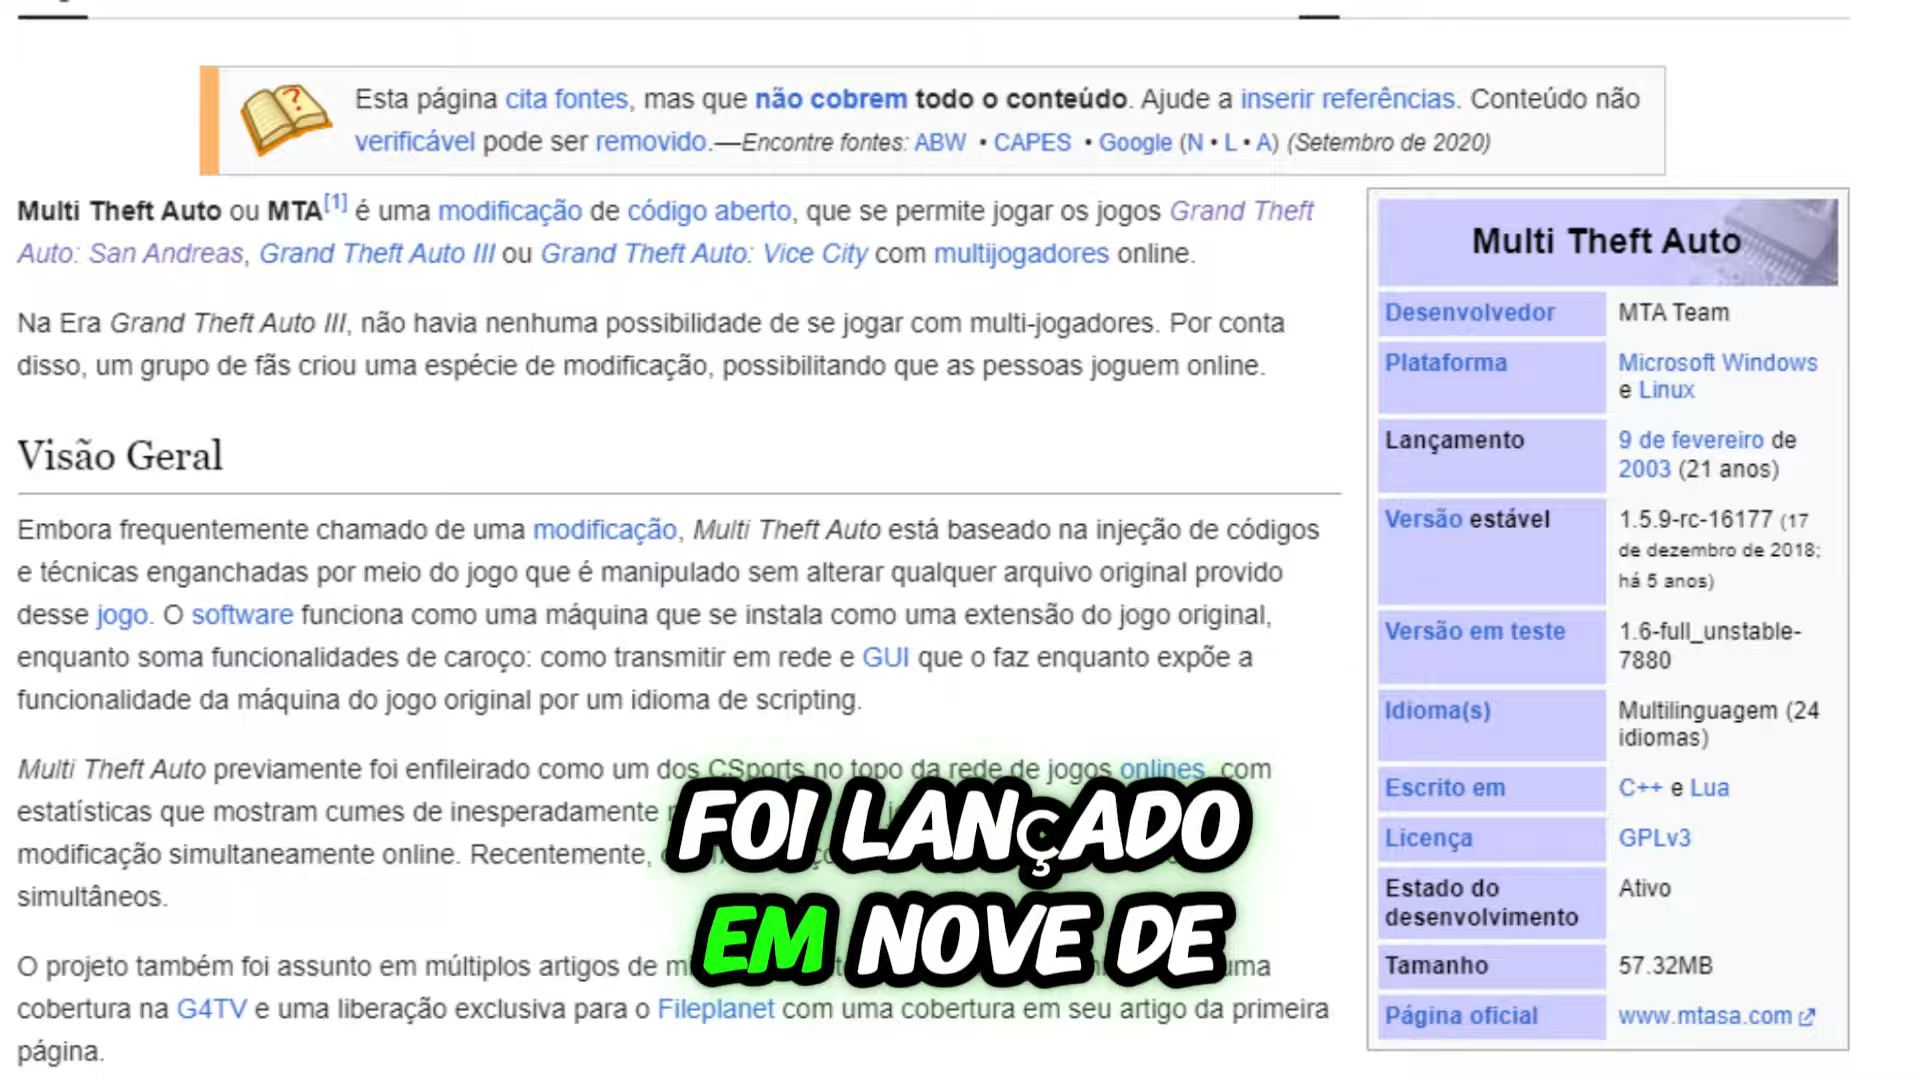 Esta página cita fontes, mas que não cobrem todo o conteúdo. Ajude a inserir referências. Conteúdo não
verificável pode ser removido.—Encontre fontes: ABW • CAPES • Google (N • L • A) (Setembro de 2020)
Multi Theft Auto ou MTA[1] é uma modificação de código aberto, que se permite jogar os jogos Grand Theft
Auto: San Andreas, Grand Theft Auto III ou Grand Theft Auto: Vice City com multijogadores online.
Na Era Grand Theft Auto III, não havia nenhuma possibilidade de se jogar com multi-jogadores. Por conta
disso, um grupo de fãs criou uma espécie de modificação, possibilitando que as pessoas joguem online.
Visão Geral
Embora frequentemente chamado de uma modificação, Multi Theft Auto está baseado na injeção de códigos
e técnicas enganchadas por meio do jogo que é manipulado sem alterar qualquer arquivo original provido
desse jogo. O software funciona como uma máquina que se instala como uma extensão do jogo original,
enquanto soma funcionalidades de caroço: como transmitir em rede e GUI que o faz enquanto expõe a
funcionalidade da máquina do jogo original por um idioma de scripting.
Multi Theft Auto previamente foi enfileirado como um dos CSports no topo da rede de jogos onlines, com
estatísticas que mostram cumes de inesperadamente
modificação simultaneamente online. Recentemente,
simultâneos.
O projeto também foi assunto em múltiplos artigos de
cobertura na G4TV e uma liberação exclusiva para o Fileplanet com uma cobertura em seu artigo da primeira
página.
FOI LANÇADO
EM NOVE DE
Multi Theft Auto
Desenvolvedor MTA Team
Plataforma Microsoft Windows
e Linux
Lançamento 9 de fevereiro de
2003 (21 anos)
Versão estável 1.5.9-rc-16177 (17
de dezembro de 2018;
há 5 anos)
Versão em teste 1.6-full_unstable-
7880
Idioma(s) Multilinguagem (24
idiomas)
Escrito em C++ e Lua
Licença GPLv3
Estado do
desenvolvimento Ativo
Tamanho 57.32MB
Página oficial www.mtasa.com